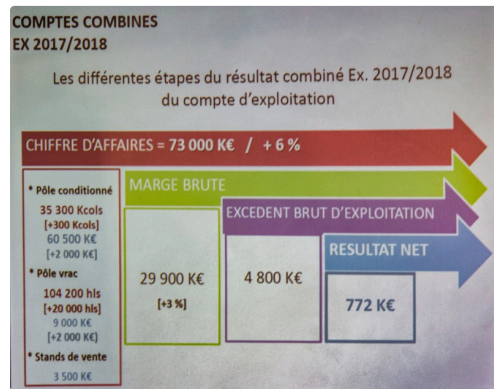 COMPTES COMBINES
EX 2017/2018
Les différentes étapes du résultat combiné Ex. 2017/2018
du compte d'exploitation
CHIFFRE D'AFFAIRES = 73 000 K€ / + 6 %
* Pôle conditionné
35 300 Kcols
[+300 Kcols]
60 500 K€
[+2 000 K€]
* Pôle vrac
104 200 hls
[+20 000 hls]
9 000 K€
[+2 000 K€)
* Stands de vente
3 500 K€
MARGE BRUTE
29 900 K€
[+3 %]
EXCEDENT BRUT D'EXPLOITATION
4 800 K€
RESULTAT NET
772 K€